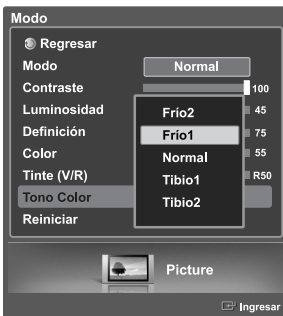 Modo
Regresar
Modo Normal
Contraste 100
Luminosidad 45
Definición 75
Color 55
Tinte (V/R) R50
Tono Color
Reiniciar
Frío2
Frío1
Normal
Tibio1
Tibio2
Picture
Ingresar